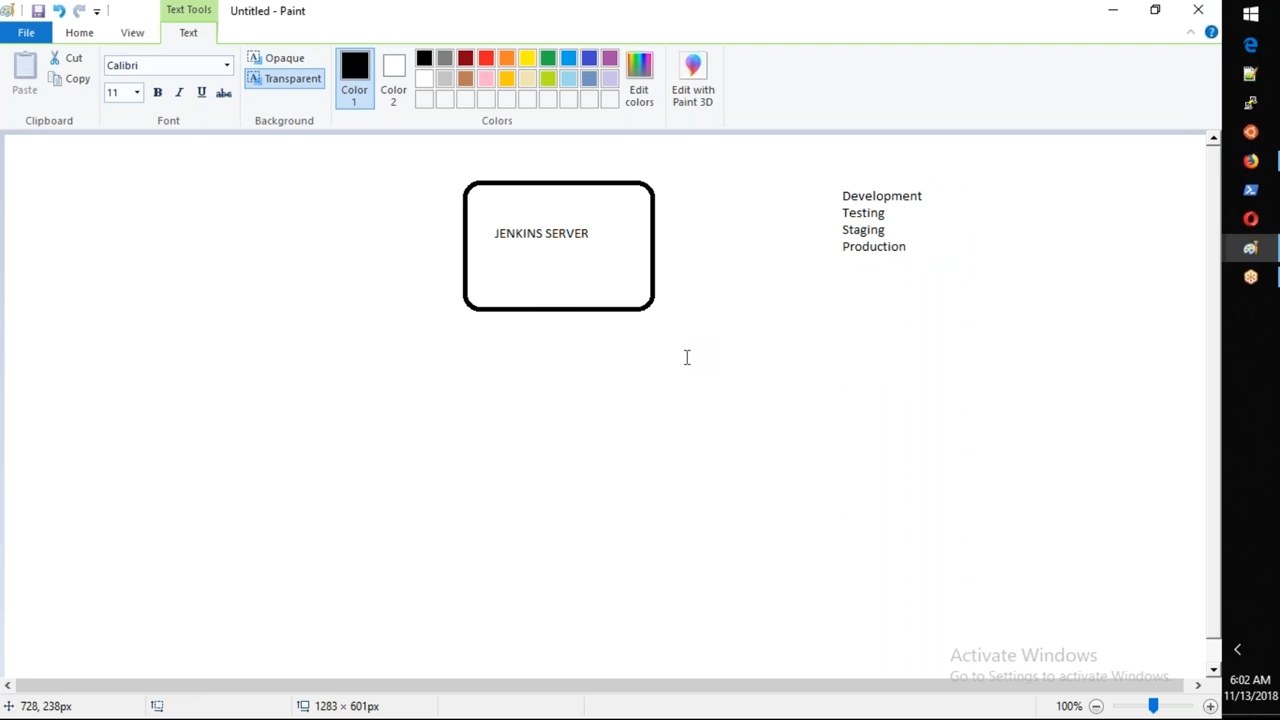 Text Tools
Untitled - Paint
File
Home
View
Text
Paste
Cut
Copy
Clipboard
Calibri
11
B I U abc
Font
Opaque
Transparent
Background
Color 1
Color 2
Edit colors
Colors
Edit with Paint 3D
JENKINS SERVER
Development
Testing
Staging
Production
Activate Windows
Go to Settings to activate Windows.
728, 238px
1283 × 601px
100%
6:02 AM
11/13/2018